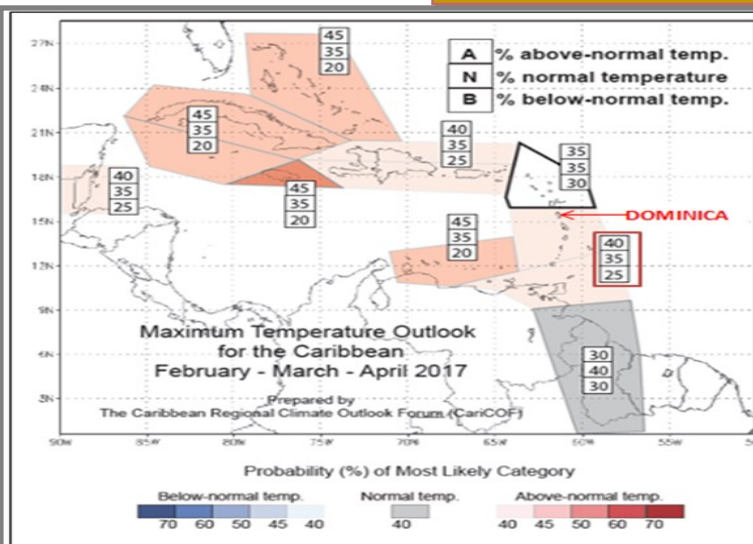 27N
24N
21N
18N
15N
12N
9N
6N
3N
45
35
20
A % above-normal temp.
N % normal temperature
B % below-normal temp.
45
35
20
40
35
25
35
35
30
40
35
25
45
35
20
DOMINICA
45
35
20
40
35
25
Maximum Temperature Outlook
for the Caribbean
February - March - April 2017
30
40
30
Prepared by
The Caribbean Regional Climate Outlook Forum (CariCOF)
90W 85W 80W 75W 70W 65W 60W 55W
Probability (%) of Most Likely Category
Below-normal temp. Normal temp. Above-normal temp.
70 60 50 45 40 40 40 45 50 60 70